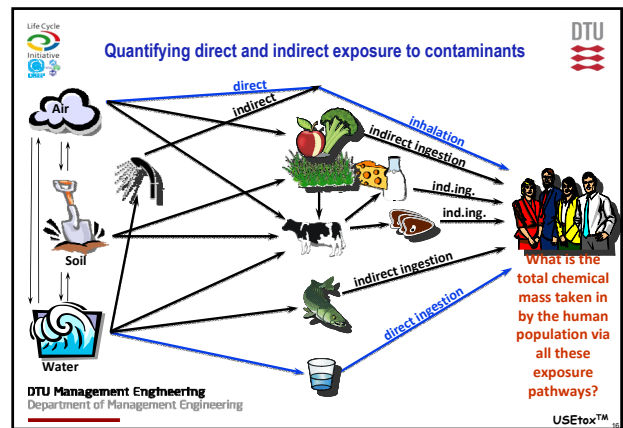 Life Cycle
Initiative
UNEP
Quantifying direct and indirect exposure to contaminants
DTU
direct
indirect
Air
inhalation
indirect ingestion
ind.ing.
ind.ing.
Soil
indirect ingestion
direct ingestion
Water
What is the
total chemical
mass taken in
by the human
population via
all these
exposure
pathways?
DTU Management Engineering
Department of Management Engineering
USEtox™
16